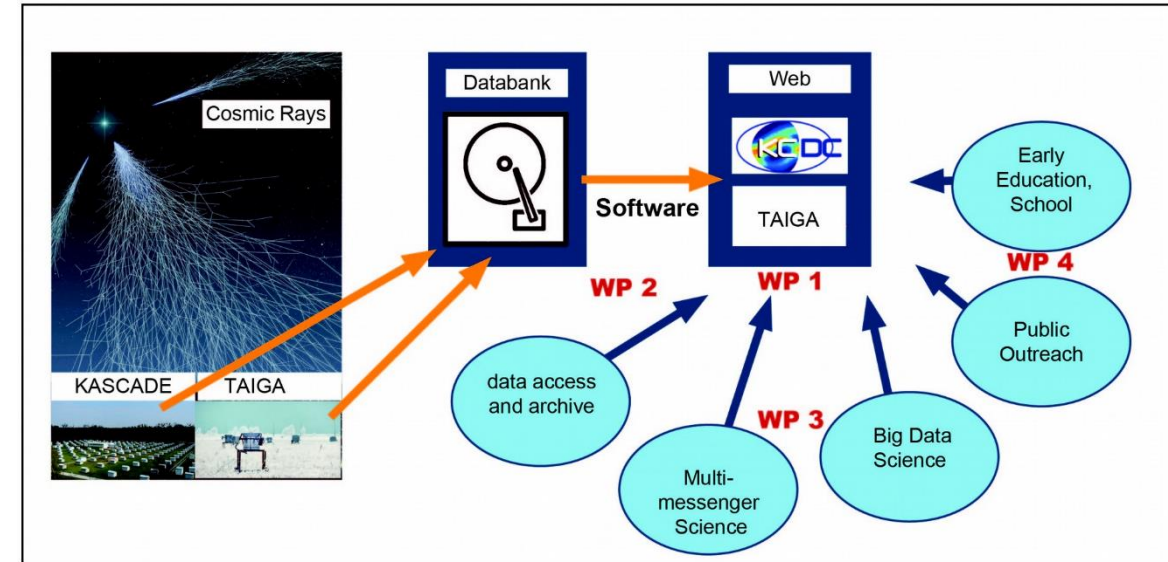 Cosmic Rays
KASCADE
TAIGA
Databank
Software
Web
KCDC
TAIGA
WP 2
WP 1
WP 3
WP 4
data access
and archive
Multi-
messenger
Science
Big Data
Science
Early
Education,
School
Public
Outreach